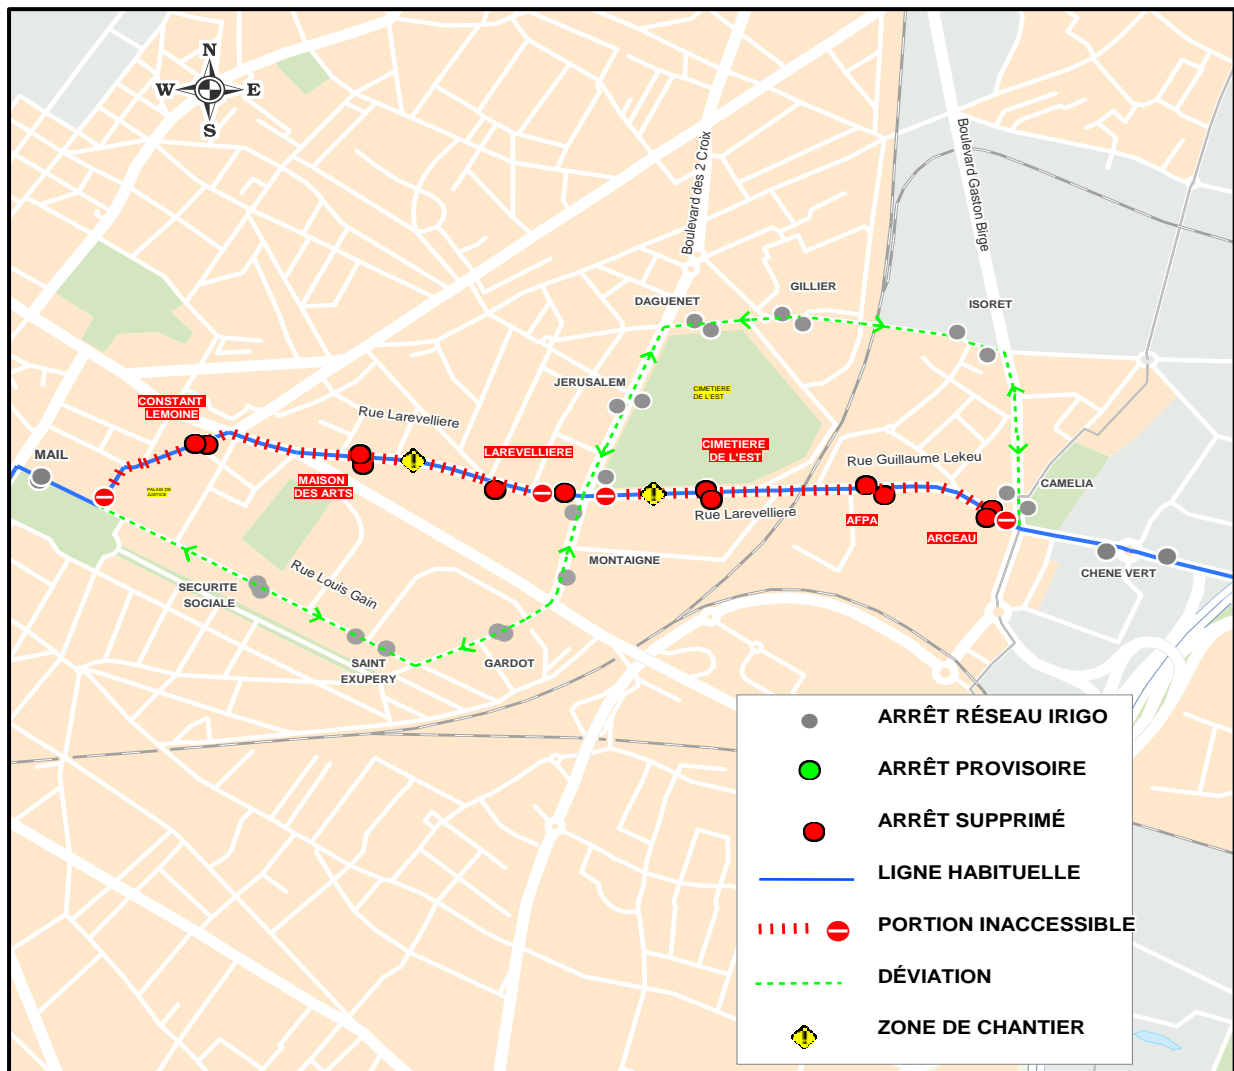 N
W E
S
Boulevard des 2 Croix
Boulevard Gaston Birge
GILLIER
DAGUENET
ISORET
JERUSALEM
CIMETIERE
DE L'EST
CONSTANT
LEMOINE
Rue Larevelliere
MAIL
LAREVELLIERE
CIMETIERE
DE L'EST
Rue Guillaume Lekeu
MAISON
DES ARTS
PALAIS DE
JUSTICE
CAMELIA
Rue Larevelliere
AFPA
ARCEAU
MONTAIGNE
CHENE VERT
Rue Louis Gain
SECURITE
SOCIALE
SAINT
EXUPERY
GARDOT
ARRÊT RÉSEAU IRIGO
ARRÊT PROVISOIRE
ARRÊT SUPPRIMÉ
LIGNE HABITUELLE
PORTION INACCESSIBLE
DÉVIATION
ZONE DE CHANTIER